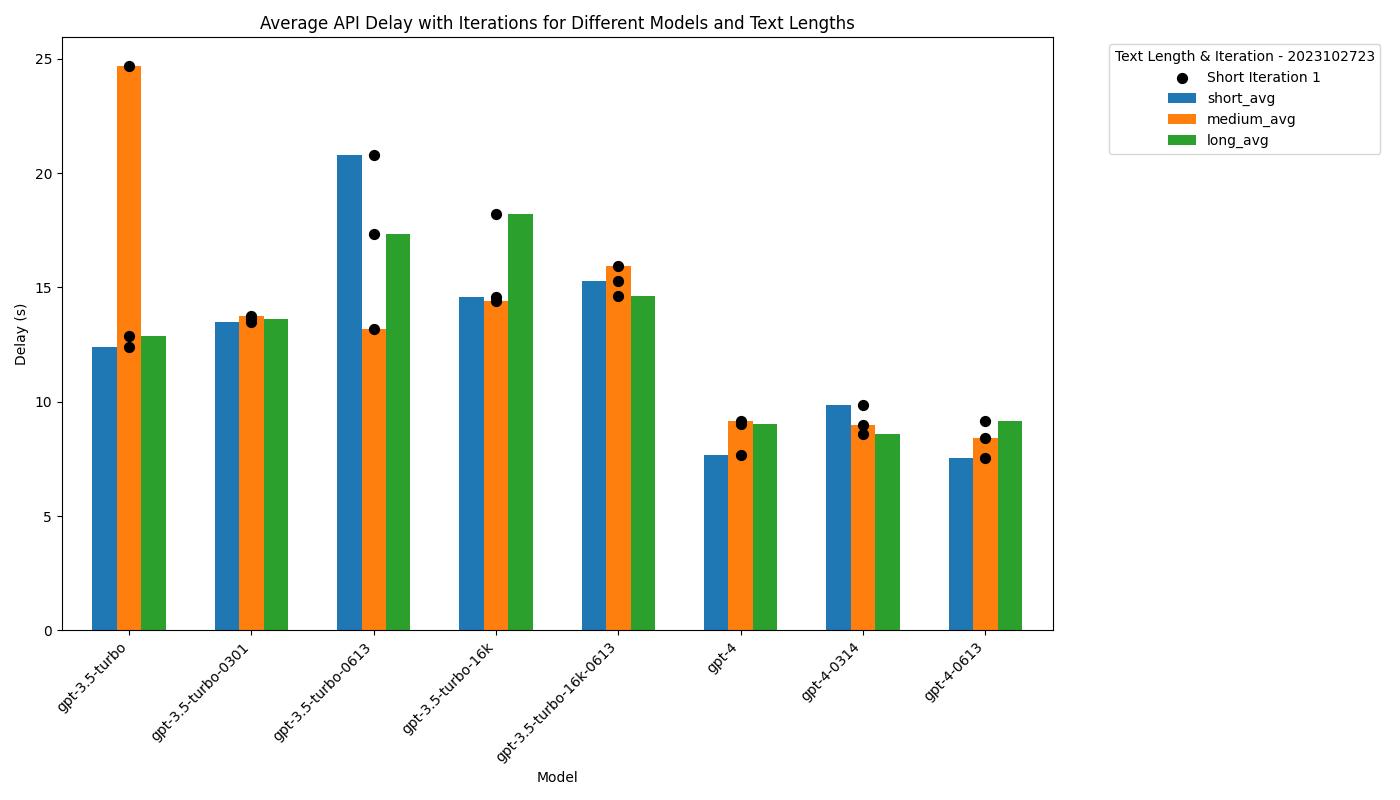 Average API Delay with Iterations for Different Models and Text Lengths
Text Length & Iteration - 2023102723
Short Iteration 1
short_avg
medium_avg
long_avg
Delay (s)
25
20
15
10
5
0
gpt-3.5-turbo
gpt-3.5-turbo-0301
gpt-3.5-turbo-0613
gpt-3.5-turbo-16k
gpt-3.5-turbo-16k-0613
gpt-4
gpt-4-0314
gpt-4-0613
Model